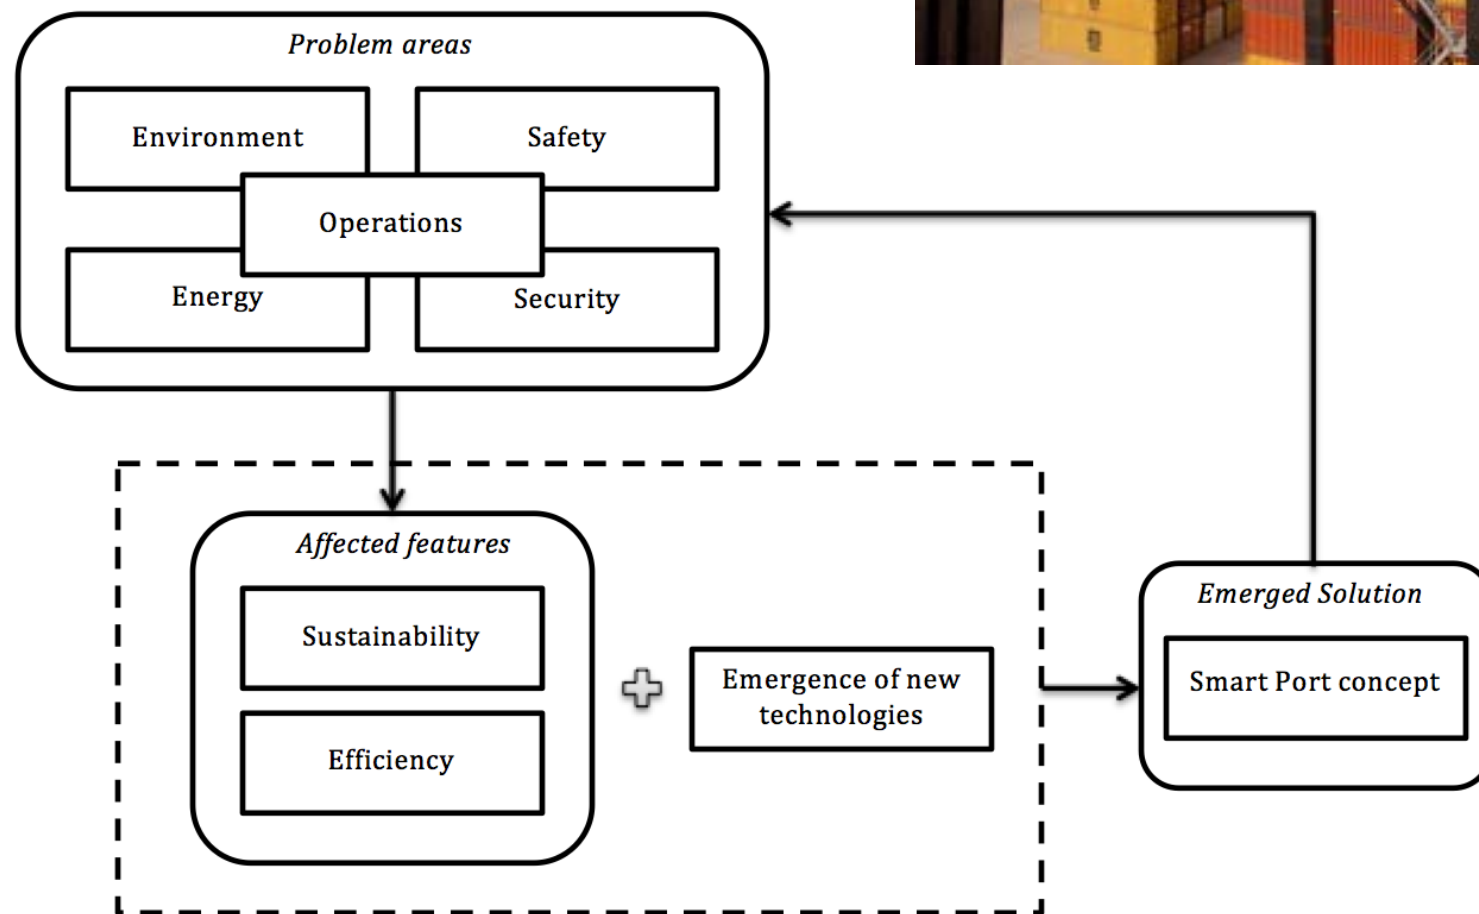 Problem areas
Environment
Safety
Operations
Energy
Security
Affected features
Sustainability
Efficiency
Emergence of new
technologies
Emerged Solution
Smart Port concept